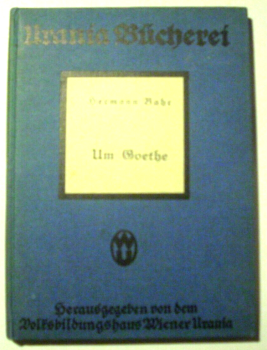 Urania Bücherei
Hermann Bahr
Um Goethe
Herausgegeben von dem
Volksbildungshaus Wiener Urania